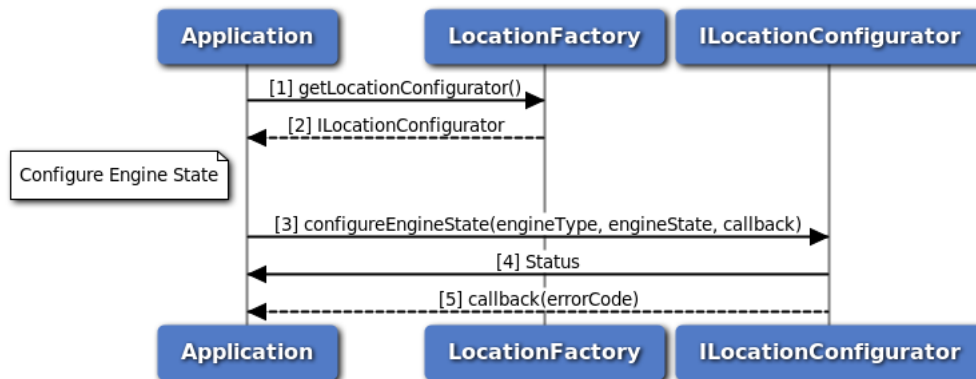 Application
LocationFactory
ILocationConfigurator
[1] getLocationConfigurator()
[2] ILocationConfigurator
Configure Engine State
[3] configureEngineState(engineType, engineState, callback)
[4] Status
[5] callback(errorCode)
Application
LocationFactory
ILocationConfigurator